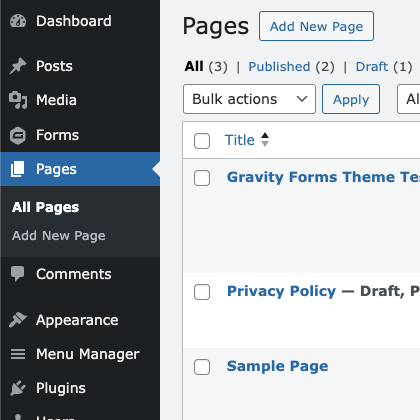 Dashboard
Posts
Media
Forms
Pages
All Pages
Add New Page
Comments
Appearance
Menu Manager
Plugins
Pages Add New Page
All (3) | Published (2) | Draft (1)
Bulk actions Apply Al
Title
Gravity Forms Theme Te
Privacy Policy — Draft, P
Sample Page